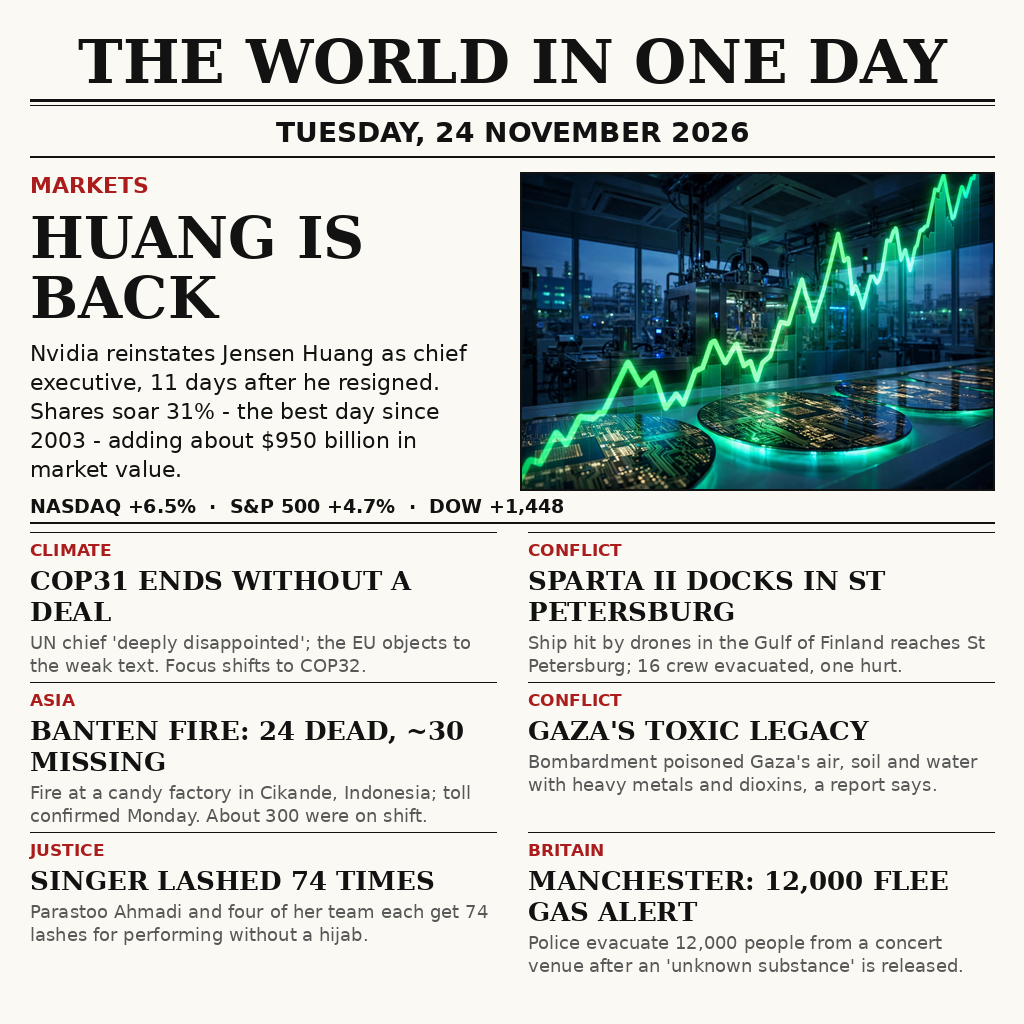 THE WORLD IN ONE DAY
TUESDAY, 24 NOVEMBER 2026
MARKETS
HUANG IS
BACK
Nvidia reinstates Jensen Huang as chief
executive, 11 days after he resigned.
Shares soar 31% - the best day since
2003 - adding about $950 billion in
market value.
NASDAQ +6.5%  ·  S&P 500 +4.7%  ·  DOW +1,448
CLIMATE
COP31 ENDS WITHOUT A
DEAL
UN chief 'deeply disappointed'; the EU objects to
the weak text. Focus shifts to COP32.
CONFLICT
SPARTA II DOCKS IN ST
PETERSBURG
Ship hit by drones in the Gulf of Finland reaches St
Petersburg; 16 crew evacuated, one hurt.
ASIA
BANTEN FIRE: 24 DEAD, ~30
MISSING
Fire at a candy factory in Cikande, Indonesia; toll
confirmed Monday. About 300 were on shift.
CONFLICT
GAZA'S TOXIC LEGACY
Bombardment poisoned Gaza's air, soil and water
with heavy metals and dioxins, a report says.
JUSTICE
SINGER LASHED 74 TIMES
Parastoo Ahmadi and four of her team each get 74
lashes for performing without a hijab.
BRITAIN
MANCHESTER: 12,000 FLEE
GAS ALERT
Police evacuate 12,000 people from a concert
venue after an 'unknown substance' is released.